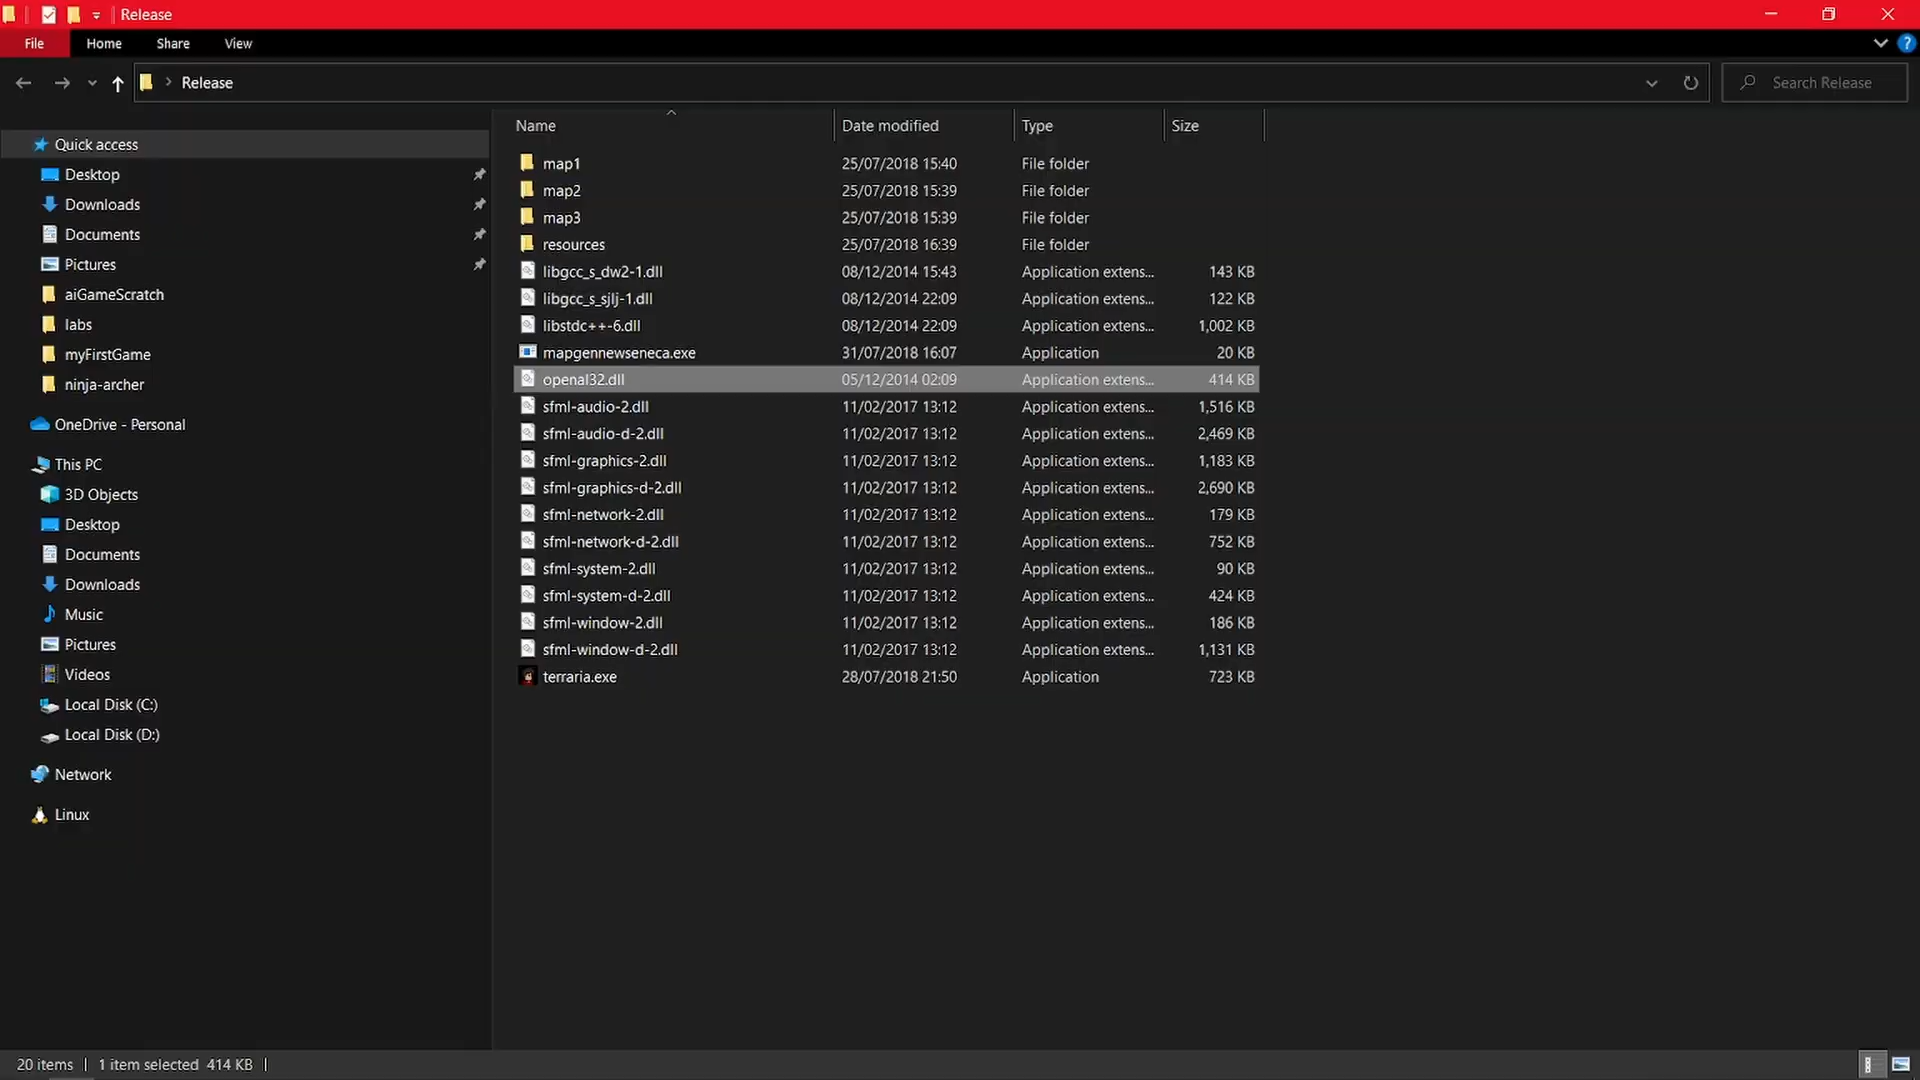 Release
File Home Share View
?
Release
Search Release
Name Date modified Type Size
Quick access
Desktop
Downloads
Documents
Pictures
aiGameScratch
labs
myFirstGame
ninja-archer
OneDrive - Personal
This PC
3D Objects
Desktop
Documents
Downloads
Music
Pictures
Videos
Local Disk (C:)
Local Disk (D:)
Network
Linux
map1 25/07/2018 15:40 File folder
map2 25/07/2018 15:39 File folder
map3 25/07/2018 15:39 File folder
resources 25/07/2018 16:39 File folder
libgcc_s_dw2-1.dll 08/12/2014 15:43 Application extens... 143 KB
libgcc_s_sjlj-1.dll 08/12/2014 22:09 Application extens... 122 KB
libstdc++-6.dll 08/12/2014 22:09 Application extens... 1,002 KB
mapgennewseneca.exe 31/07/2018 16:07 Application 20 KB
openal32.dll 05/12/2014 02:09 Application extens... 414 KB
sfml-audio-2.dll 11/02/2017 13:12 Application extens... 1,516 KB
sfml-audio-d-2.dll 11/02/2017 13:12 Application extens... 2,469 KB
sfml-graphics-2.dll 11/02/2017 13:12 Application extens... 1,183 KB
sfml-graphics-d-2.dll 11/02/2017 13:12 Application extens... 2,690 KB
sfml-network-2.dll 11/02/2017 13:12 Application extens... 179 KB
sfml-network-d-2.dll 11/02/2017 13:12 Application extens... 752 KB
sfml-system-2.dll 11/02/2017 13:12 Application extens... 90 KB
sfml-system-d-2.dll 11/02/2017 13:12 Application extens... 424 KB
sfml-window-2.dll 11/02/2017 13:12 Application extens... 186 KB
sfml-window-d-2.dll 11/02/2017 13:12 Application extens... 1,131 KB
terraria.exe 28/07/2018 21:50 Application 723 KB
20 items 1 item selected 414 KB